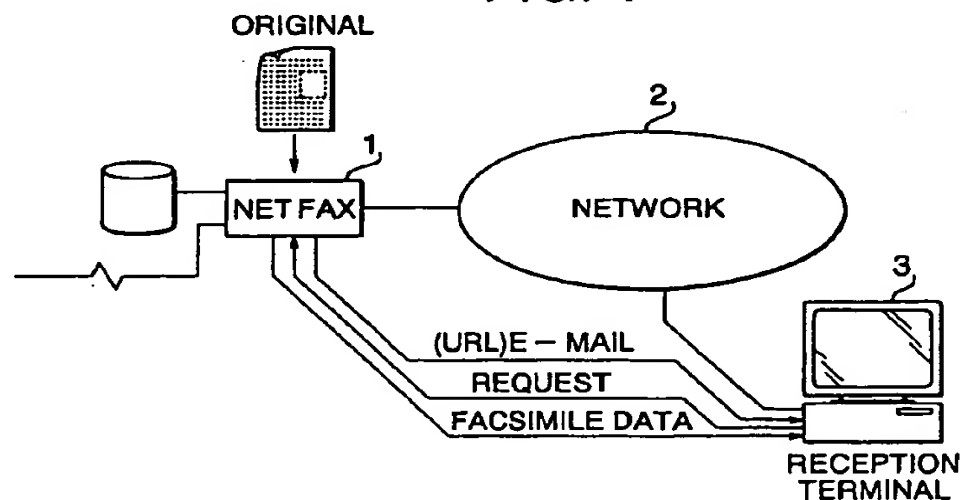 ORIGINAL
1
2
NET FAX
NETWORK
3
(URL)E-MAIL
REQUEST
FACSIMILE DATA
RECEPTION
TERMINAL